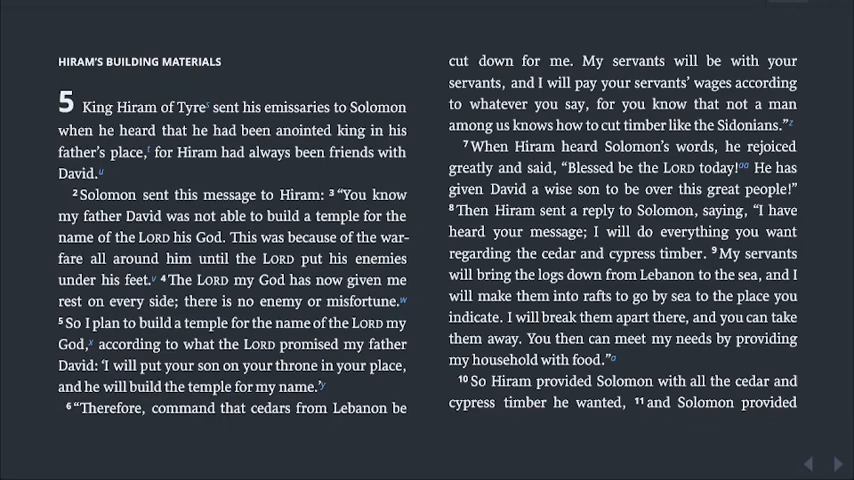 HIRAM’S BUILDING MATERIALS
5 King Hiram of Tyres sent his emissaries to Solomon
when he heard that he had been anointed king in his
father’s place,t for Hiram had always been friends with
David.u
2 Solomon sent this message to Hiram: 3 “You know
my father David was not able to build a temple for the
name of the LORD his God. This was because of the war-
fare all around him until the LORD put his enemies
under his feet.v 4 The LORD my God has now given me
rest on every side; there is no enemy or misfortune.w
5 So I plan to build a temple for the name of the LORD my
God,x according to what the LORD promised my father
David: ‘I will put your son on your throne in your place,
and he will build the temple for my name.’y
6 “Therefore, command that cedars from Lebanon be
cut down for me. My servants will be with your
servants, and I will pay your servants’ wages according
to whatever you say, for you know that not a man
among us knows how to cut timber like the Sidonians.”z
7 When Hiram heard Solomon’s words, he rejoiced
greatly and said, “Blessed be the LORD today!aa He has
given David a wise son to be over this great people!”
8 Then Hiram sent a reply to Solomon, saying, “I have
heard your message; I will do everything you want
regarding the cedar and cypress timber. 9 My servants
will bring the logs down from Lebanon to the sea, and I
will make them into rafts to go by sea to the place you
indicate. I will break them apart there, and you can take
them away. You then can meet my needs by providing
my household with food.”a
10 So Hiram provided Solomon with all the cedar and
cypress timber he wanted, 11 and Solomon provided